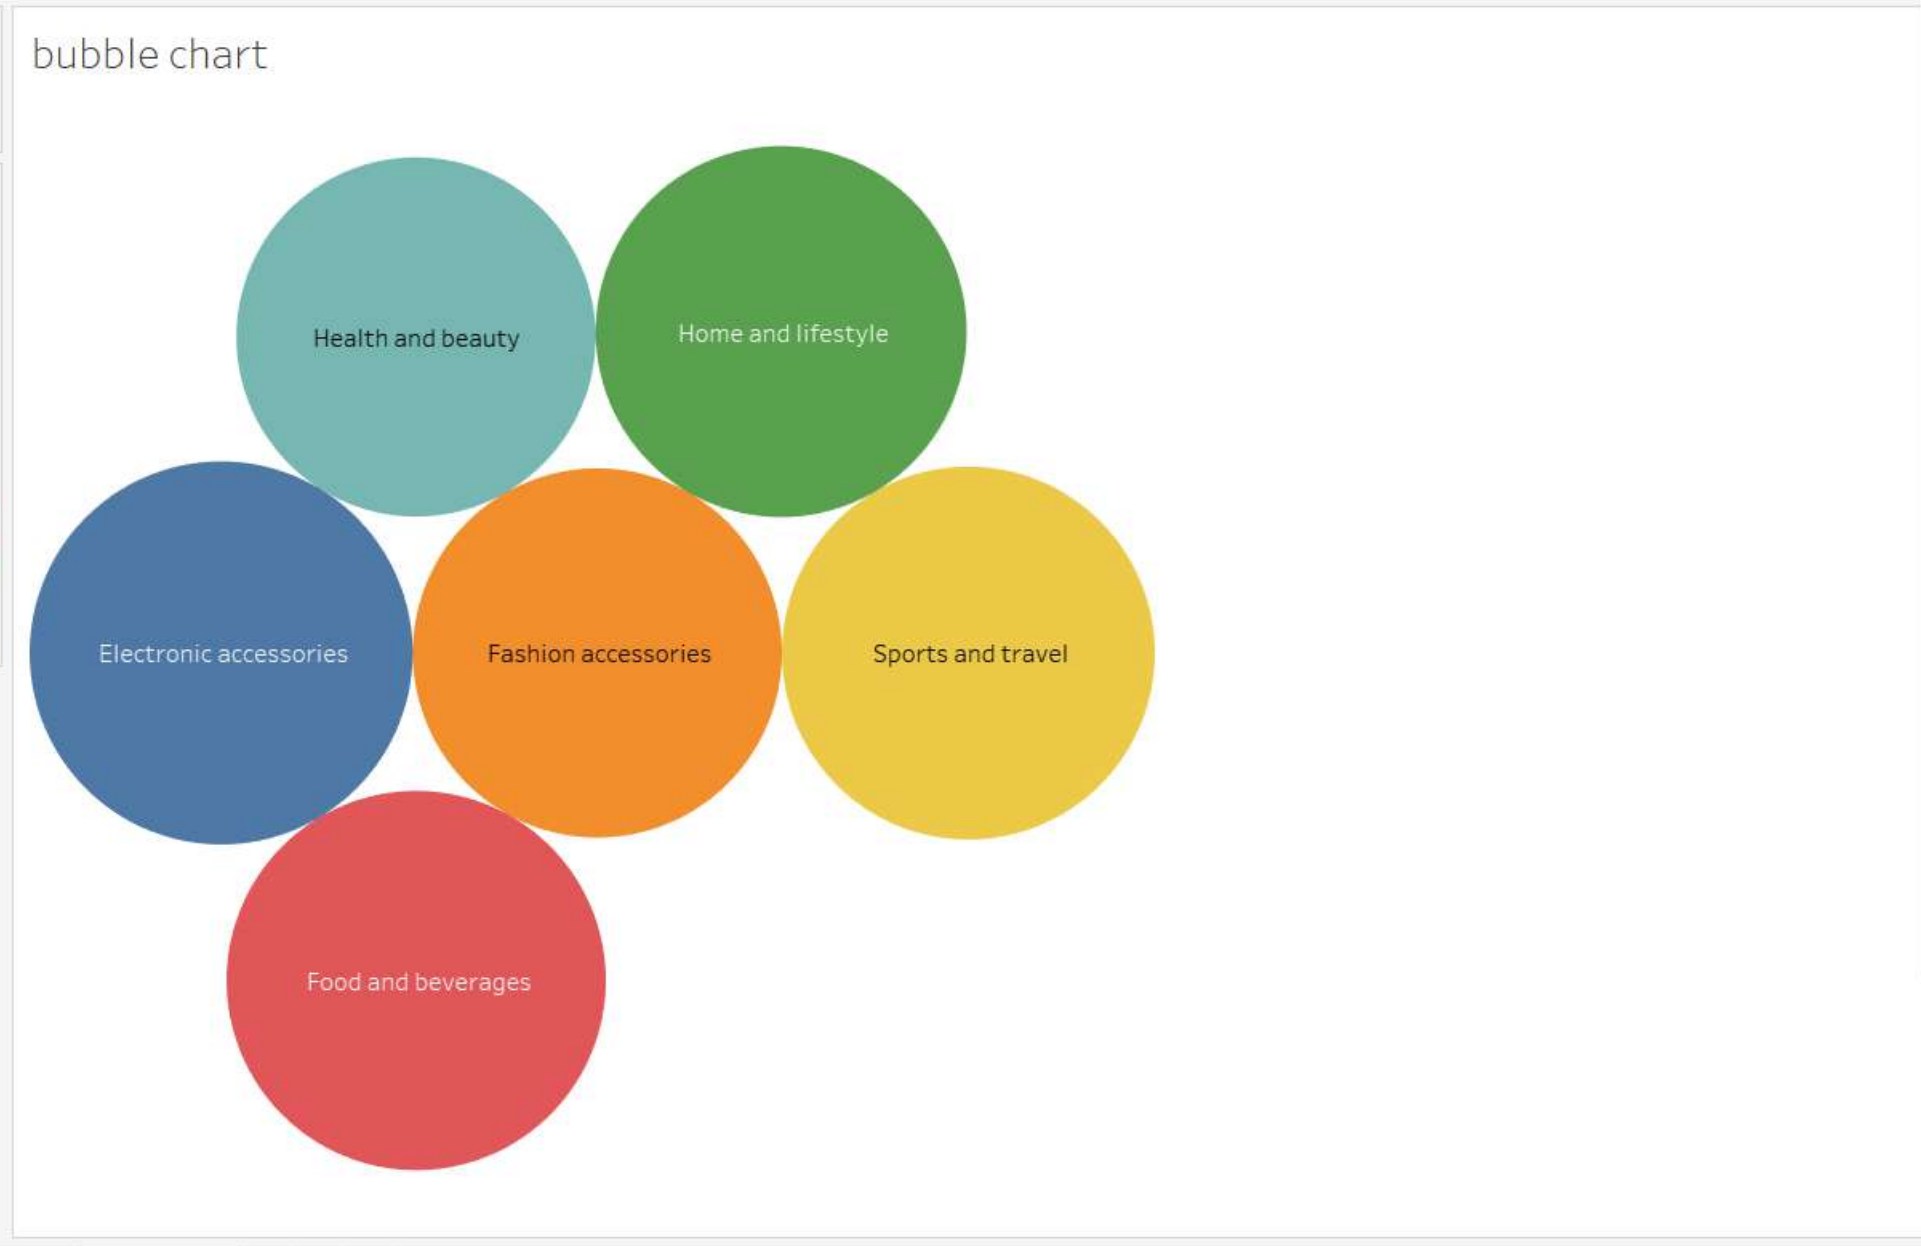 bubble chart
Health and beauty
Home and lifestyle
Electronic accessories
Fashion accessories
Sports and travel
Food and beverages